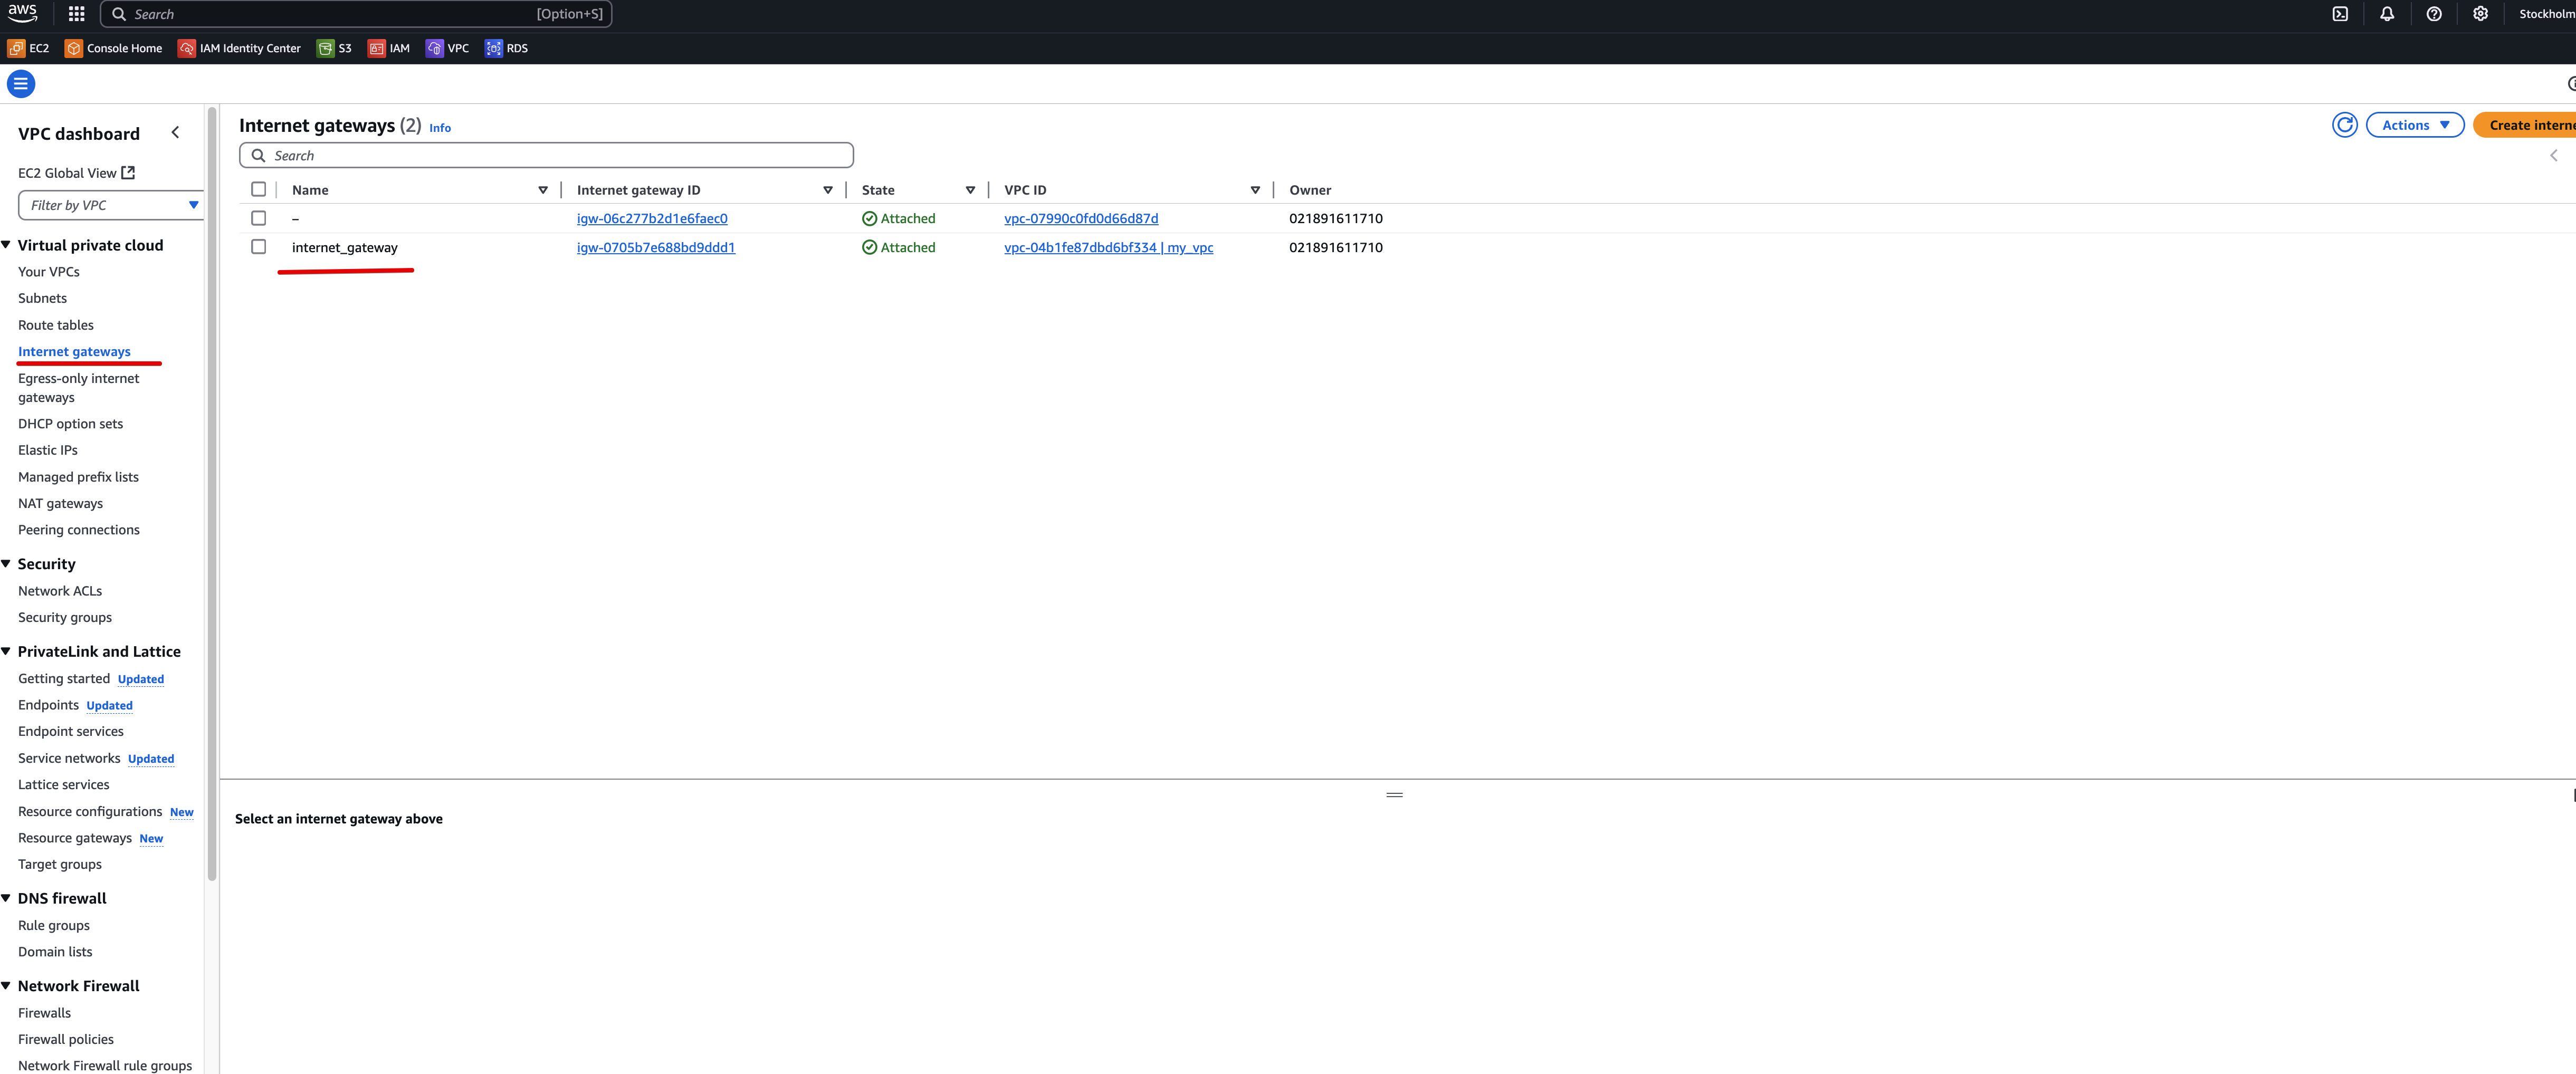 aws
Search [Option+S]
Stockholm
EC2 Console Home IAM Identity Center S3 IAM VPC RDS
VPC dashboard
EC2 Global View
Filter by VPC
Virtual private cloud
Your VPCs
Subnets
Route tables
Internet gateways
Egress-only internet
gateways
DHCP option sets
Elastic IPs
Managed prefix lists
NAT gateways
Peering connections
Security
Network ACLs
Security groups
PrivateLink and Lattice
Getting started Updated
Endpoints Updated
Endpoint services
Service networks Updated
Lattice services
Resource configurations New
Resource gateways New
Target groups
DNS firewall
Rule groups
Domain lists
Network Firewall
Firewalls
Firewall policies
Network Firewall rule groups
Internet gateways (2) Info
Actions
Create interne
Search
Name Internet gateway ID State VPC ID Owner
– igw-06c277b2d1e6faec0 Attached vpc-07990c0fd0d66d87d 021891611710
internet_gateway igw-0705b7e688bd9ddd1 Attached vpc-04b1fe87dbd6bf334 | my_vpc 021891611710
Select an internet gateway above